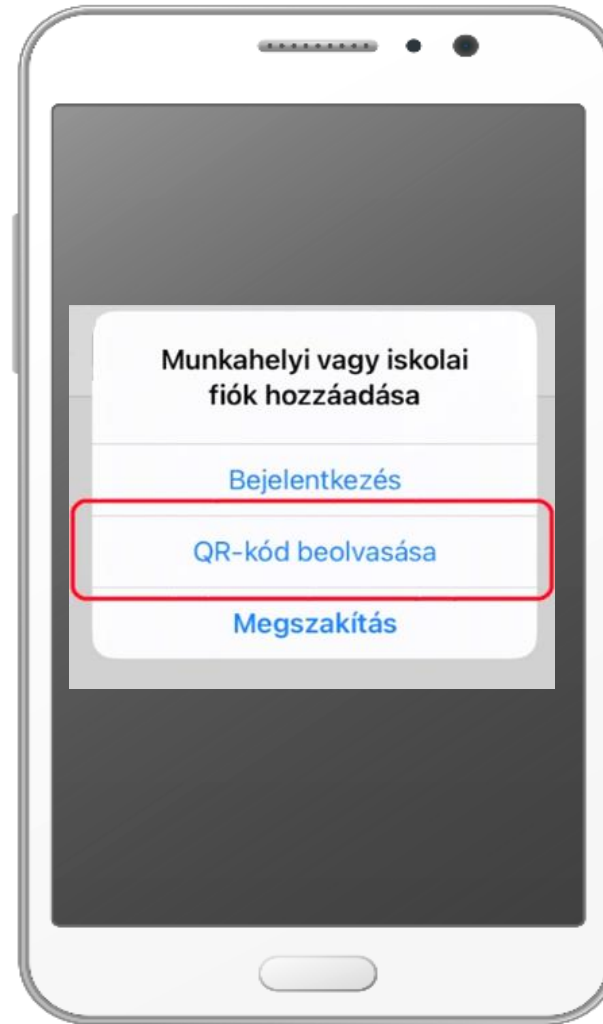 Munkahelyi vagy iskolai
fiók hozzáadása
Bejelentkezés
QR-kód beolvasása
Megszakítás